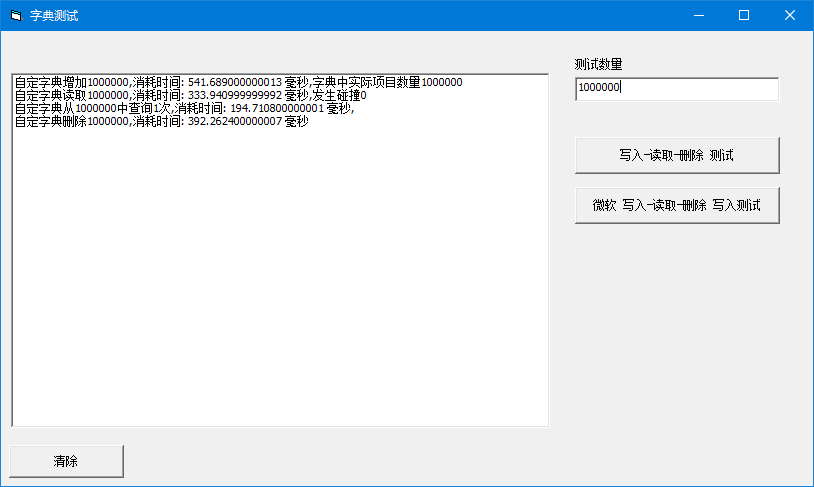 字典测试
测试数量
自定字典增加1000000,消耗时间: 541.689000000013 毫秒,字典中实际项目数量1000000
自定字典读取1000000,消耗时间: 333.940999999992 毫秒,发生碰撞0
自定字典从1000000中查询1次,消耗时间: 194.710800000001 毫秒,
自定字典删除1000000,消耗时间: 392.262400000007 毫秒
1000000
写入-读取-删除 测试
微软 写入-读取-删除 写入测试
清除